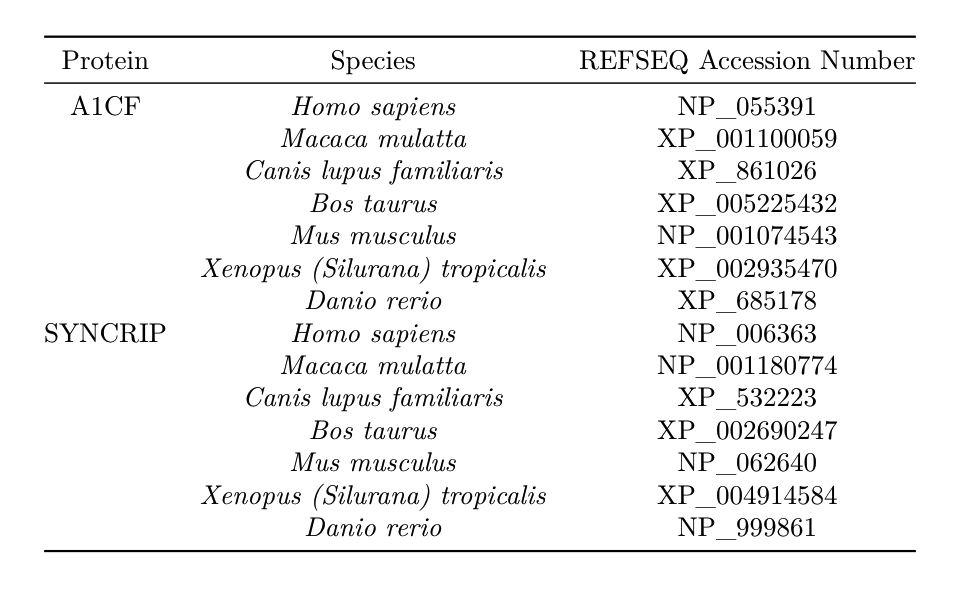 Protein Species REFSEQ Accession Number
A1CF Homo sapiens NP_055391
Macaca mulatta XP_001100059
Canis lupus familiaris XP_861026
Bos taurus XP_005225432
Mus musculus NP_001074543
Xenopus (Silurana) tropicalis XP_002935470
Danio rerio XP_685178
SYNCRIP Homo sapiens NP_006363
Macaca mulatta NP_001180774
Canis lupus familiaris XP_532223
Bos taurus XP_002690247
Mus musculus NP_062640
Xenopus (Silurana) tropicalis XP_004914584
Danio rerio NP_999861